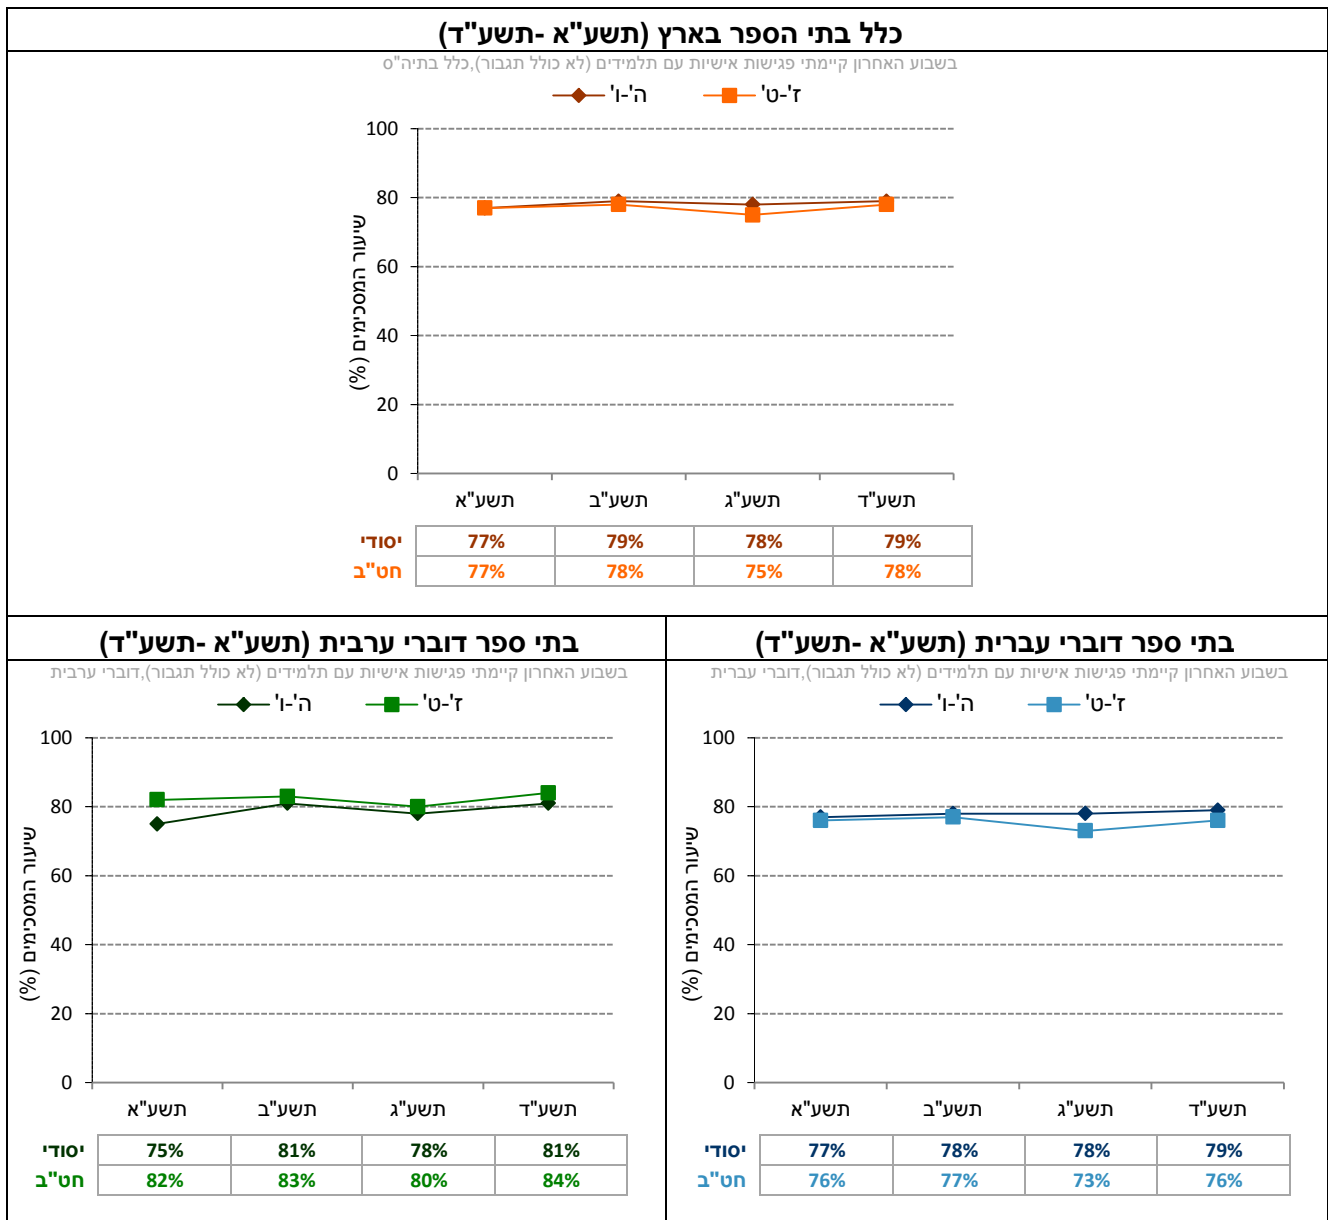 כלל בתי הספר בארץ (תשע"א -תשע"ד)
בשבוע האחרון קיימתי פגישות אישיות עם תלמידים (לא כולל תגבור),כלל בתיה"ס
ה'-ו' ז'-ט'
שיעור המסכימים (%)
100
80
60
40
20
0
תשע"א תשע"ב תשע"ג תשע"ד
יסודי 77% 79% 78% 79%
חט"ב 77% 78% 75% 78%
בתי ספר דוברי עברית (תשע"א -תשע"ד)
בשבוע האחרון קיימתי פגישות אישיות עם תלמידים (לא כולל תגבור),דוברי עברית
ה'-ו' ז'-ט'
שיעור המסכימים (%)
100
80
60
40
20
0
תשע"א תשע"ב תשע"ג תשע"ד
יסודי 77% 78% 78% 79%
חט"ב 76% 77% 73% 76%
בתי ספר דוברי ערבית (תשע"א -תשע"ד)
בשבוע האחרון קיימתי פגישות אישיות עם תלמידים (לא כולל תגבור),דוברי ערבית
ה'-ו' ז'-ט'
שיעור המסכימים (%)
100
80
60
40
20
0
תשע"א תשע"ב תשע"ג תשע"ד
יסודי 75% 81% 78% 81%
חט"ב 82% 83% 80% 84%